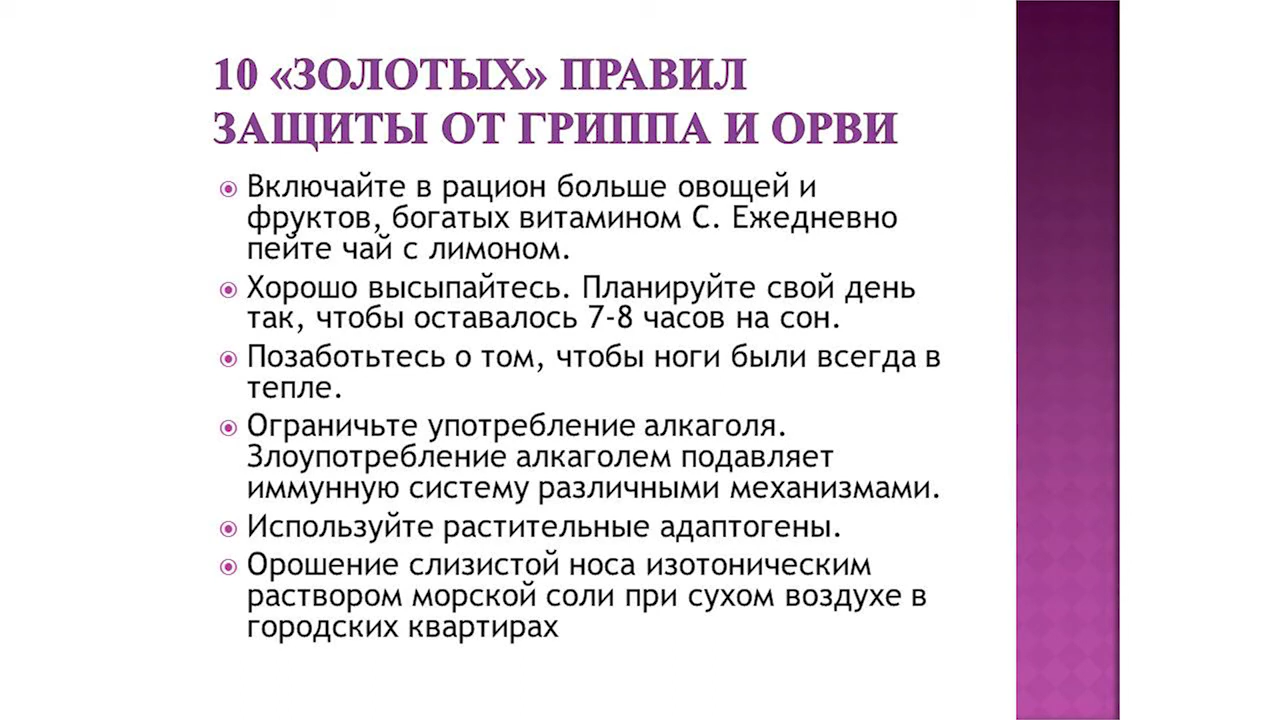 10 «ЗОЛОТЫХ» ПРАВИЛ
ЗАЩИТЫ ОТ ГРИППА И ОРВИ
Включайте в рацион больше овощей и
фруктов, богатых витамином С. Ежедневно
пейте чай с лимоном.
Хорошо высыпайтесь. Планируйте свой день
так, чтобы оставалось 7-8 часов на сон.
Позаботьтесь о том, чтобы ноги были всегда в
тепле.
Ограничьте употребление алкаголя.
Злоупотребление алкаголем подавляет
иммунную систему различными механизмами.
Используйте растительные адаптогены.
Орошение слизистой носа изотоническим
раствором морской соли при сухом воздухе в
городских квартирах